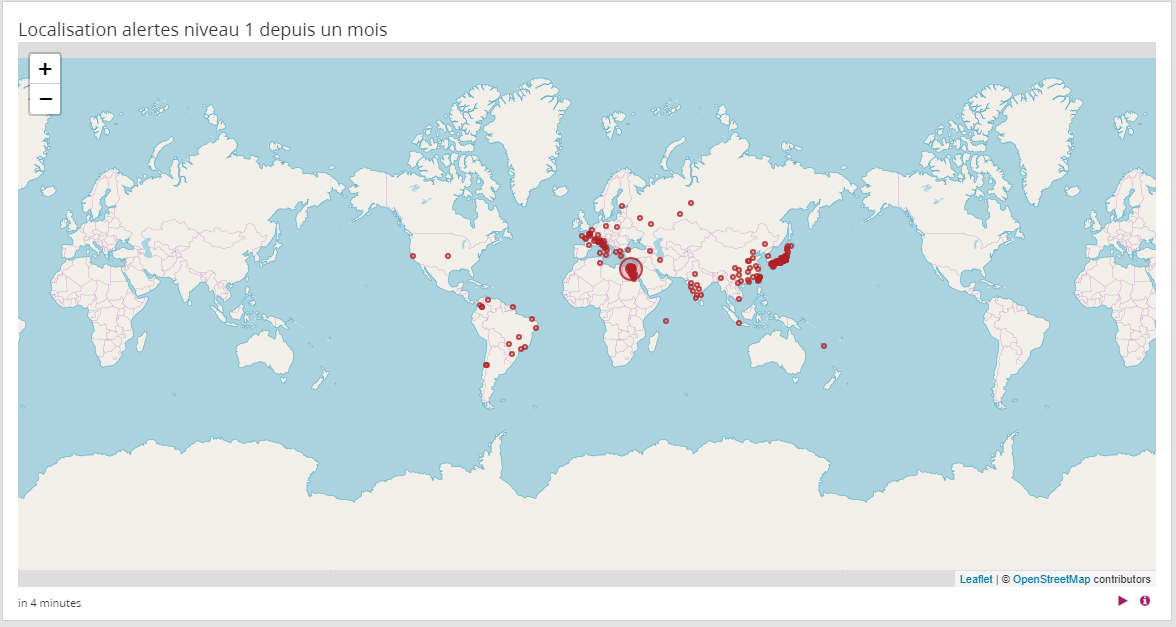 Localisation alertes niveau 1 depuis un mois
+
−
Leaflet | © OpenStreetMap contributors
in 4 minutes